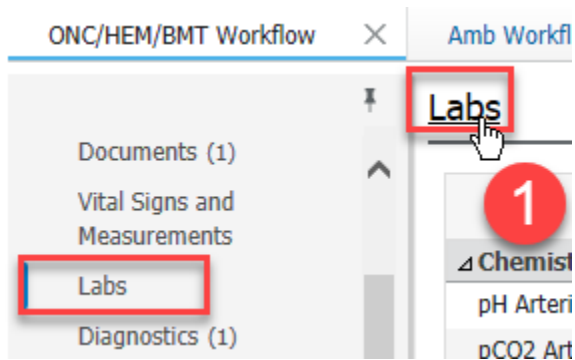 ONC/HEM/BMT Workflow
Amb Workfl
Labs
Documents (1)
Vital Signs and
Measurements
Labs
Diagnostics (1)
1
Chemist
pH Arteri
pCO2 Art